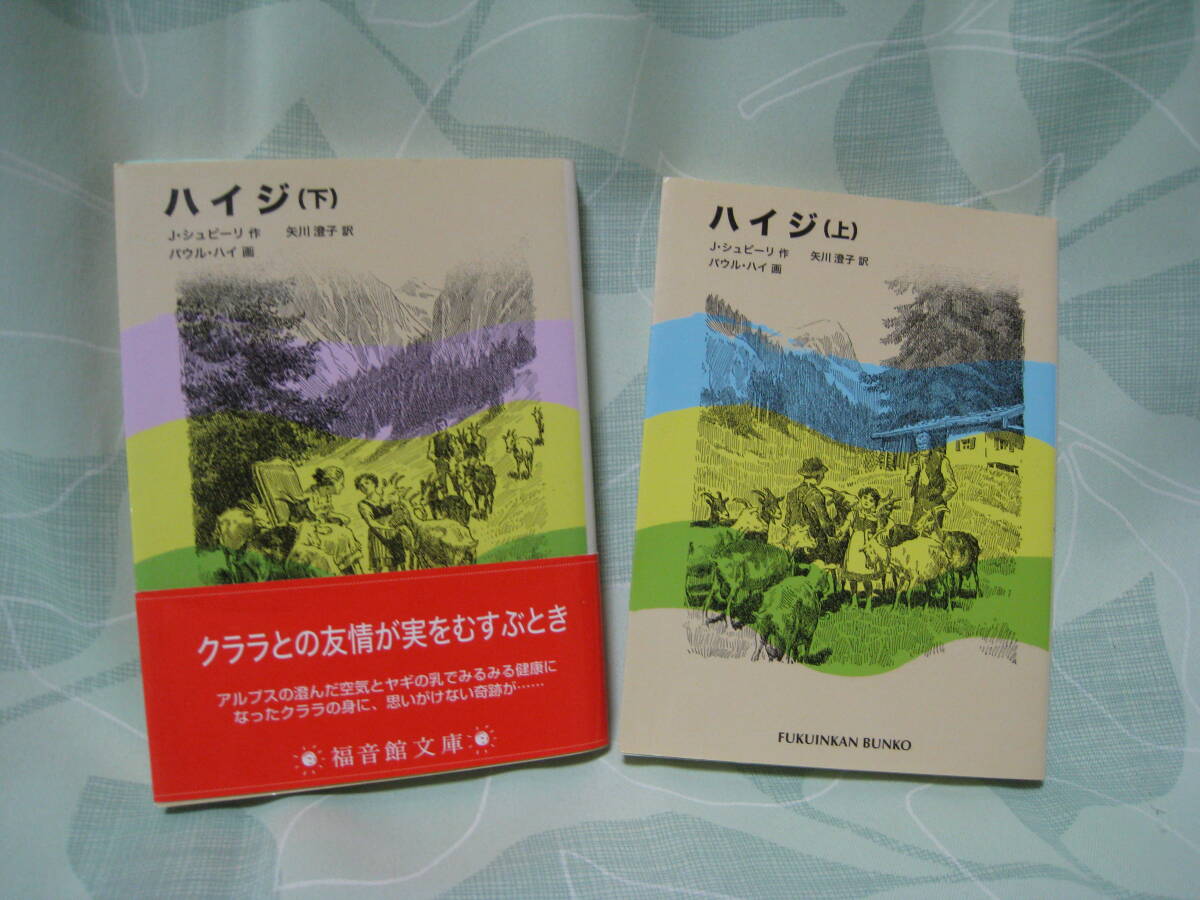 ハイジ(下)
J・シュピーリ 作 矢川 澄子 訳
パウル・ハイ 画
クララとの友情が実をむすぶとき
アルプスの澄んだ空気とヤギの乳でみるみる健康に
なったクララの身に、思いがけない奇跡が……
福音館文庫
ハイジ(上)
J・シュピーリ 作 矢川 澄子 訳
パウル・ハイ 画
FUKUINKAN BUNKO